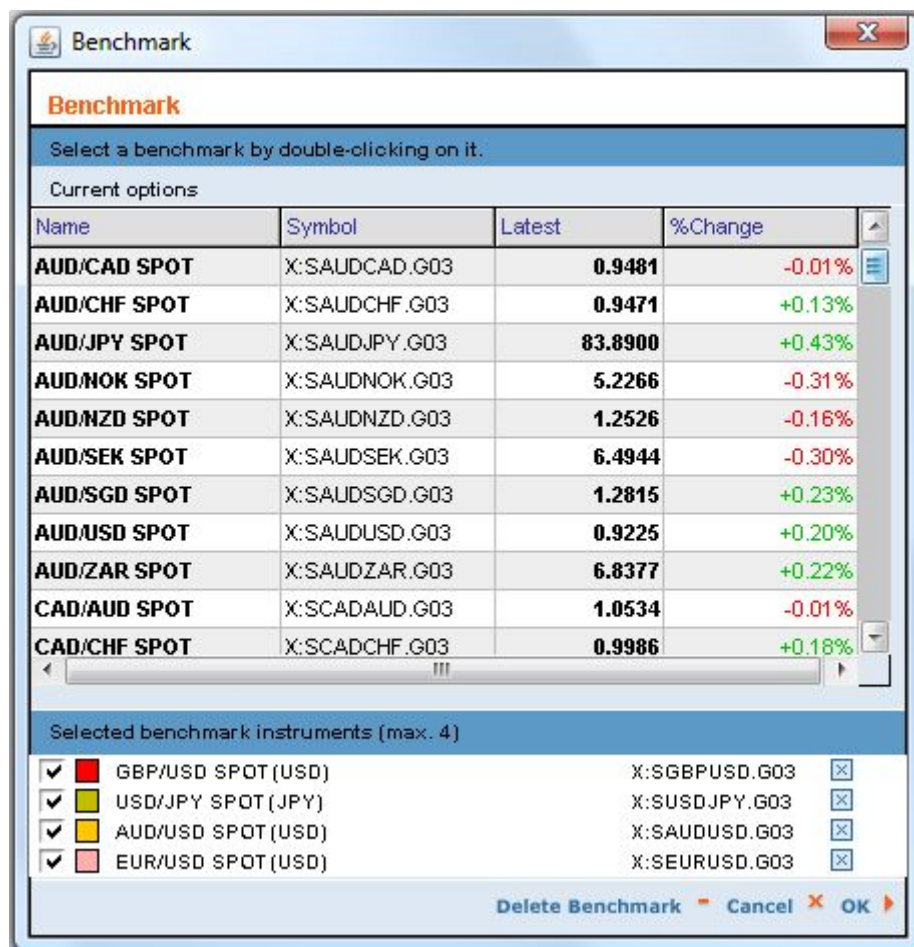 Benchmark
Benchmark
Select a benchmark by double-clicking on it.
Current options
Name Symbol Latest %Change
AUD/CAD SPOT X:SAUDCAD.G03 0.9481 -0.01%
AUD/CHF SPOT X:SAUDCHF.G03 0.9471 +0.13%
AUD/JPY SPOT X:SAUDJPY.G03 83.8900 +0.43%
AUD/NOK SPOT X:SAUDNOK.G03 5.2266 -0.31%
AUD/NZD SPOT X:SAUDNZD.G03 1.2526 -0.16%
AUD/SEK SPOT X:SAUDSEK.G03 6.4944 -0.30%
AUD/SGD SPOT X:SAUDSGD.G03 1.2815 +0.23%
AUD/USD SPOT X:SAUDUSD.G03 0.9225 +0.20%
AUD/ZAR SPOT X:SAUDZAR.G03 6.8377 +0.22%
CAD/AUD SPOT X:SCADAUD.G03 1.0534 -0.01%
CAD/CHF SPOT X:SCADCHF.G03 0.9986 +0.18%
Selected benchmark instruments (max. 4)
GBP/USD SPOT(USD) X:SGBPUSD.G03
USD/JPY SPOT(JPY) X:SUSDJPY.G03
AUD/USD SPOT(USD) X:SAUDUSD.G03
EUR/USD SPOT(USD) X:SEURUSD.G03
Delete Benchmark Cancel OK